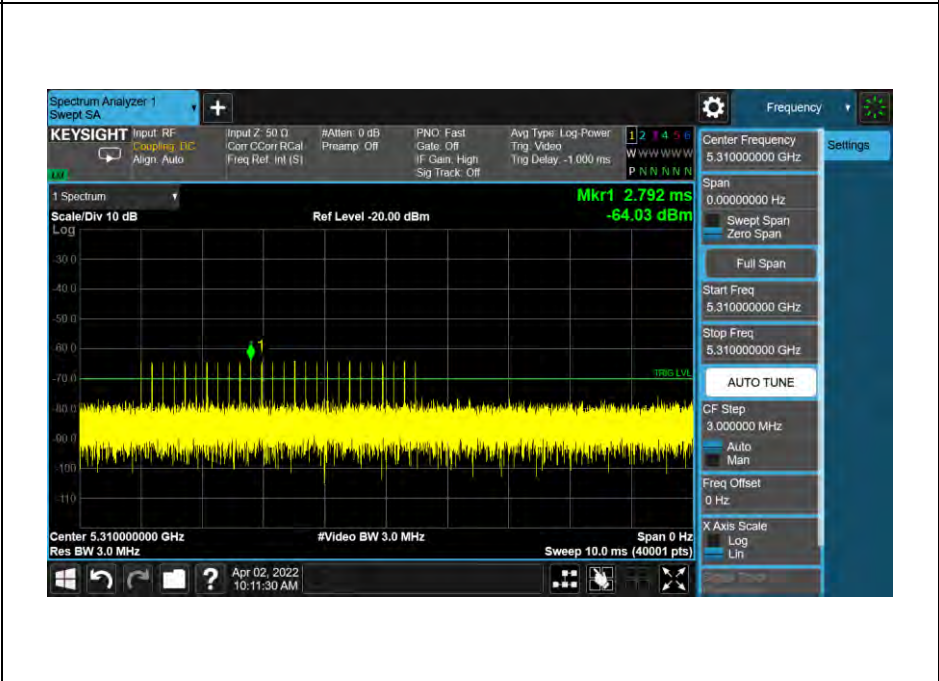 Spectrum Analyzer 1
Swept SA
Frequency
KEYSIGHT
Input: RF
Coupling: DC
Align: Auto
Input Z: 50 Ω
Corr CCorr RCal
Freq Ref: Int (S)
#Atten: 0 dB
Preamp: Off
PNO: Fast
Gate: Off
IF Gain: High
Sig Track: Off
Avg Type: Log-Power
Trig: Video
Trig Delay: -1.000 ms
1 2 3 4 5 6
W W W W W W
P N N N N N
1 Spectrum
Scale/Div 10 dB
Ref Level -20.00 dBm
Mkr1 2.792 ms
-64.03 dBm
Log
-30.0
-40.0
-50.0
-60.0
-70.0
-80.0
-90.0
-100
-110
1
TRIG LVL
Center 5.310000000 GHz
Res BW 3.0 MHz
#Video BW 3.0 MHz
Span 0 Hz
Sweep 10.0 ms (40001 pts)
Apr 02, 2022
10:11:30 AM
Center Frequency
5.310000000 GHz
Settings
Span
0.00000000 Hz
Swept Span
Zero Span
Full Span
Start Freq
5.310000000 GHz
Stop Freq
5.310000000 GHz
AUTO TUNE
CF Step
3.000000 MHz
Auto
Man
Freq Offset
0 Hz
X Axis Scale
Log
Lin
Signal Track